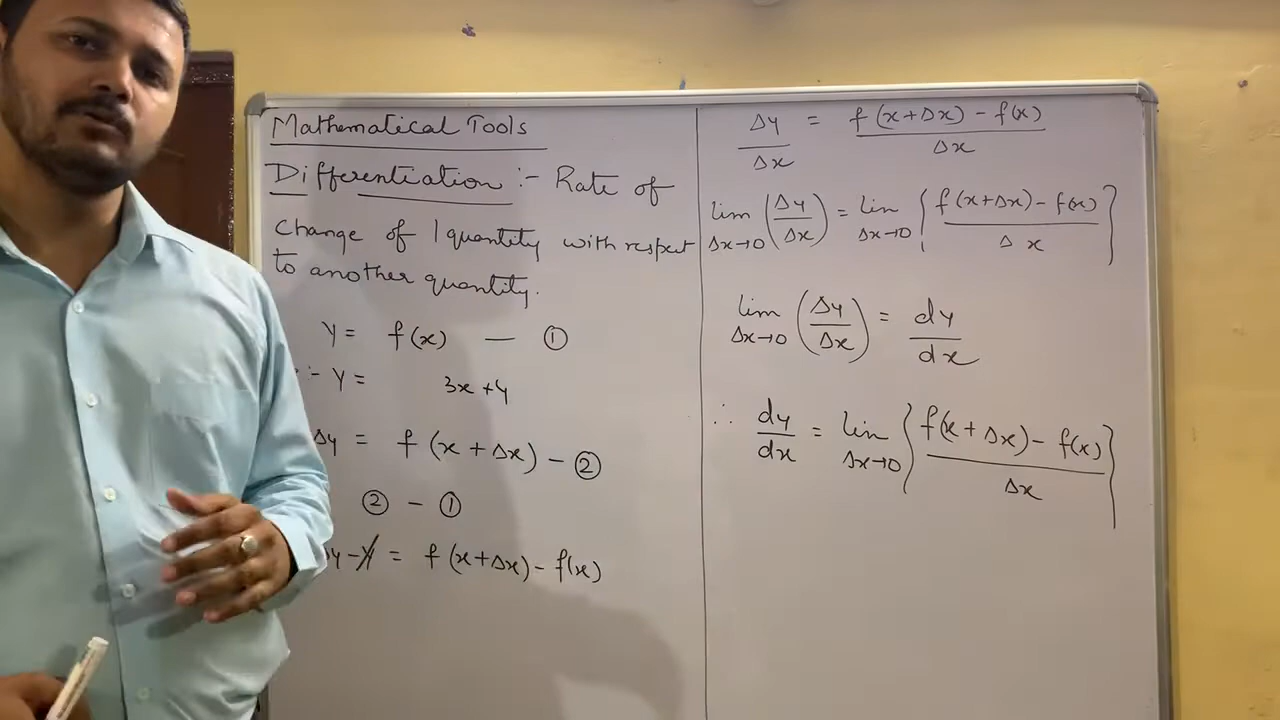 Mathematical Tools
Differentiation :- Rate of
change of 1 quantity with respect
to another quantity.
y = f(x) — ①
:- y = 3x+4
Δy = f(x+Δx) - ②
② - ①
y - y = f(x+Δx) - f(x)
Δy/Δx = f(x+Δx) - f(x)/Δx
lim Δx→0 (Δy/Δx) = lim Δx→0 { f(x+Δx) - f(x)/Δx }
lim Δx→0 (Δy/Δx) = dy/dx
∴ dy/dx = lim Δx→0 { f(x+Δx) - f(x)/Δx }